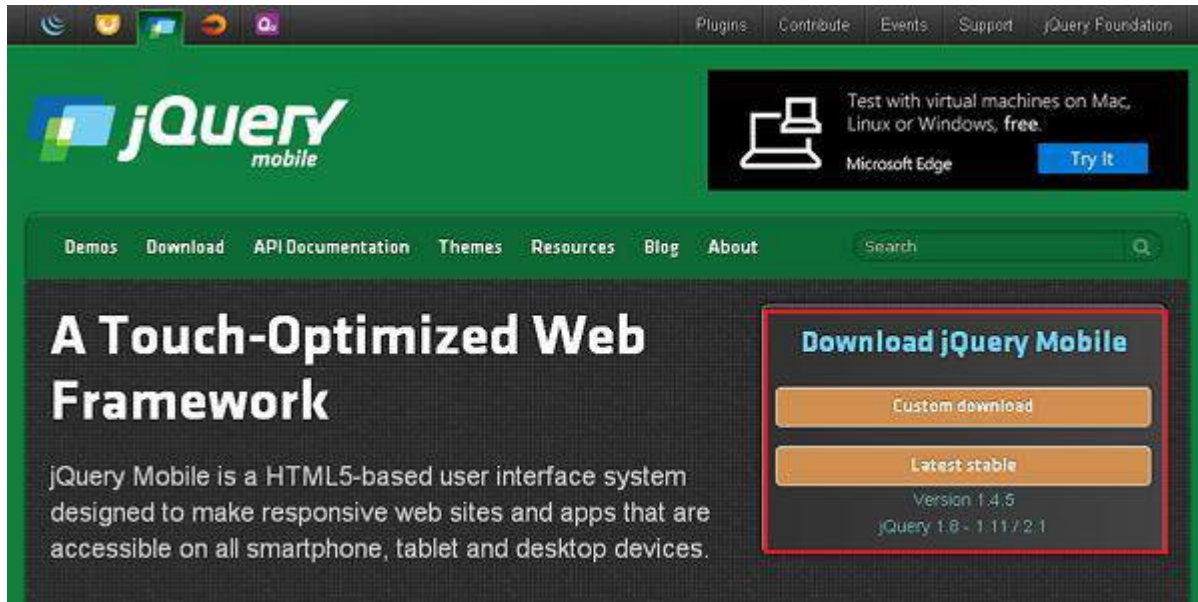 Plugins Contribute Events Support jQuery Foundation
jQuery
mobile
Test with virtual machines on Mac,
Linux or Windows, free.
Microsoft Edge Try It
Demos Download API Documentation Themes Resources Blog About Search
A Touch-Optimized Web
Framework
jQuery Mobile is a HTML5-based user interface system
designed to make responsive web sites and apps that are
accessible on all smartphone, tablet and desktop devices.
Download jQuery Mobile
Custom download
Latest stable
Version 1.4.5
jQuery 1.8 - 1.11 / 2.1